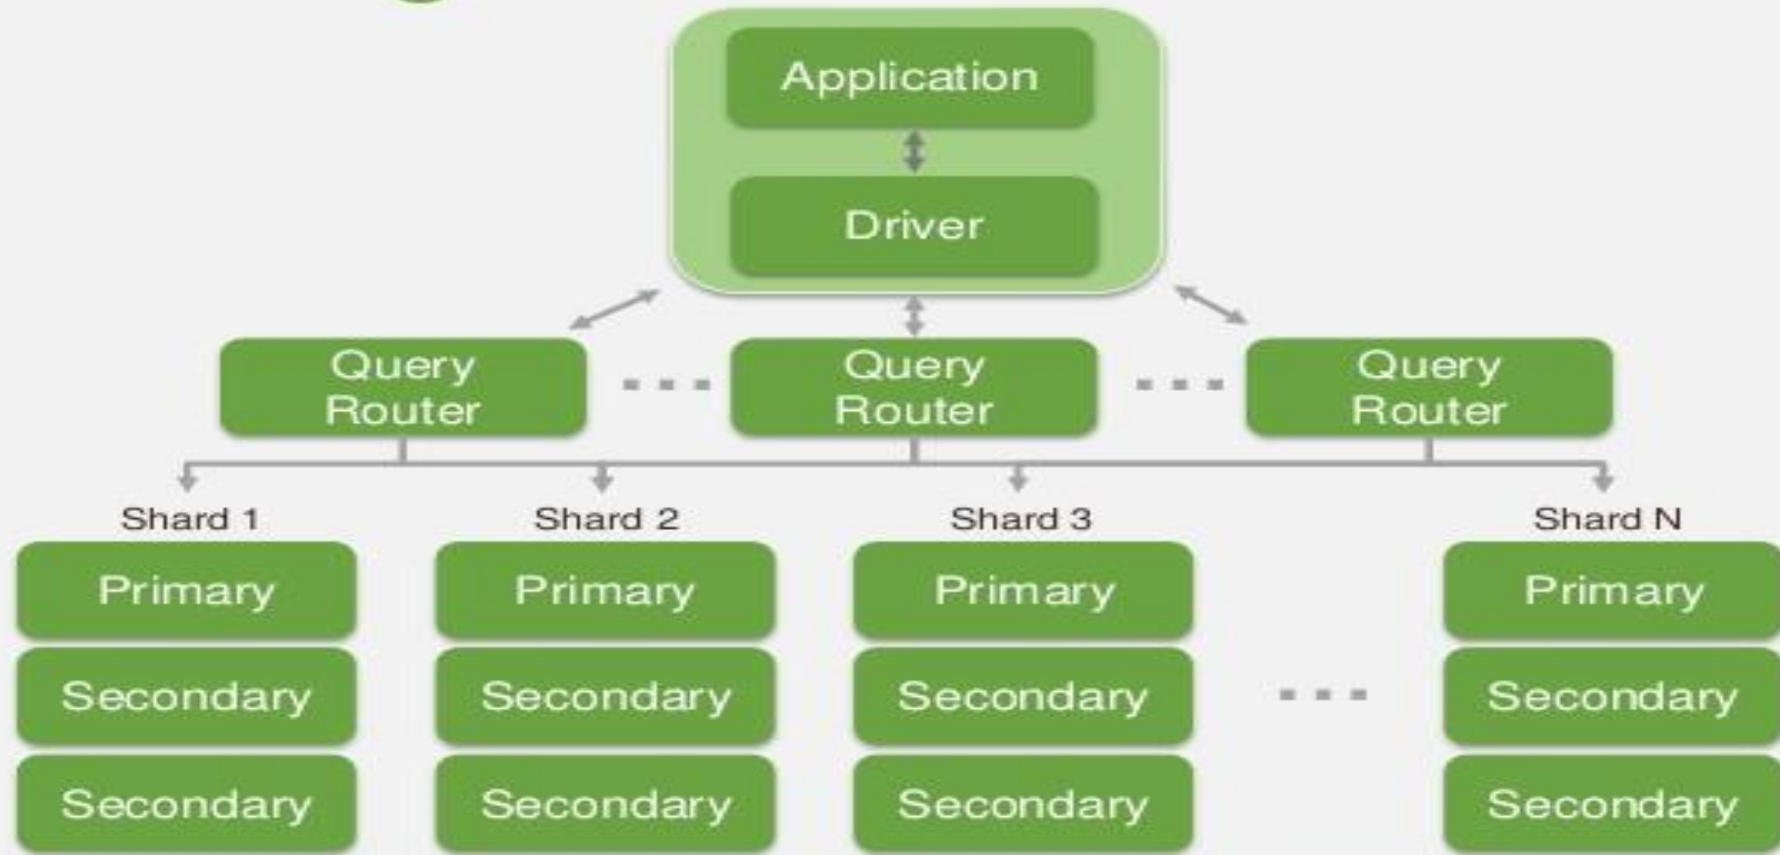 Application
Driver
Query
Router
Query
Router
Query
Router
Shard 1
Shard 2
Shard 3
Shard N
Primary
Primary
Primary
Primary
Secondary
Secondary
Secondary
Secondary
Secondary
Secondary
Secondary
Secondary